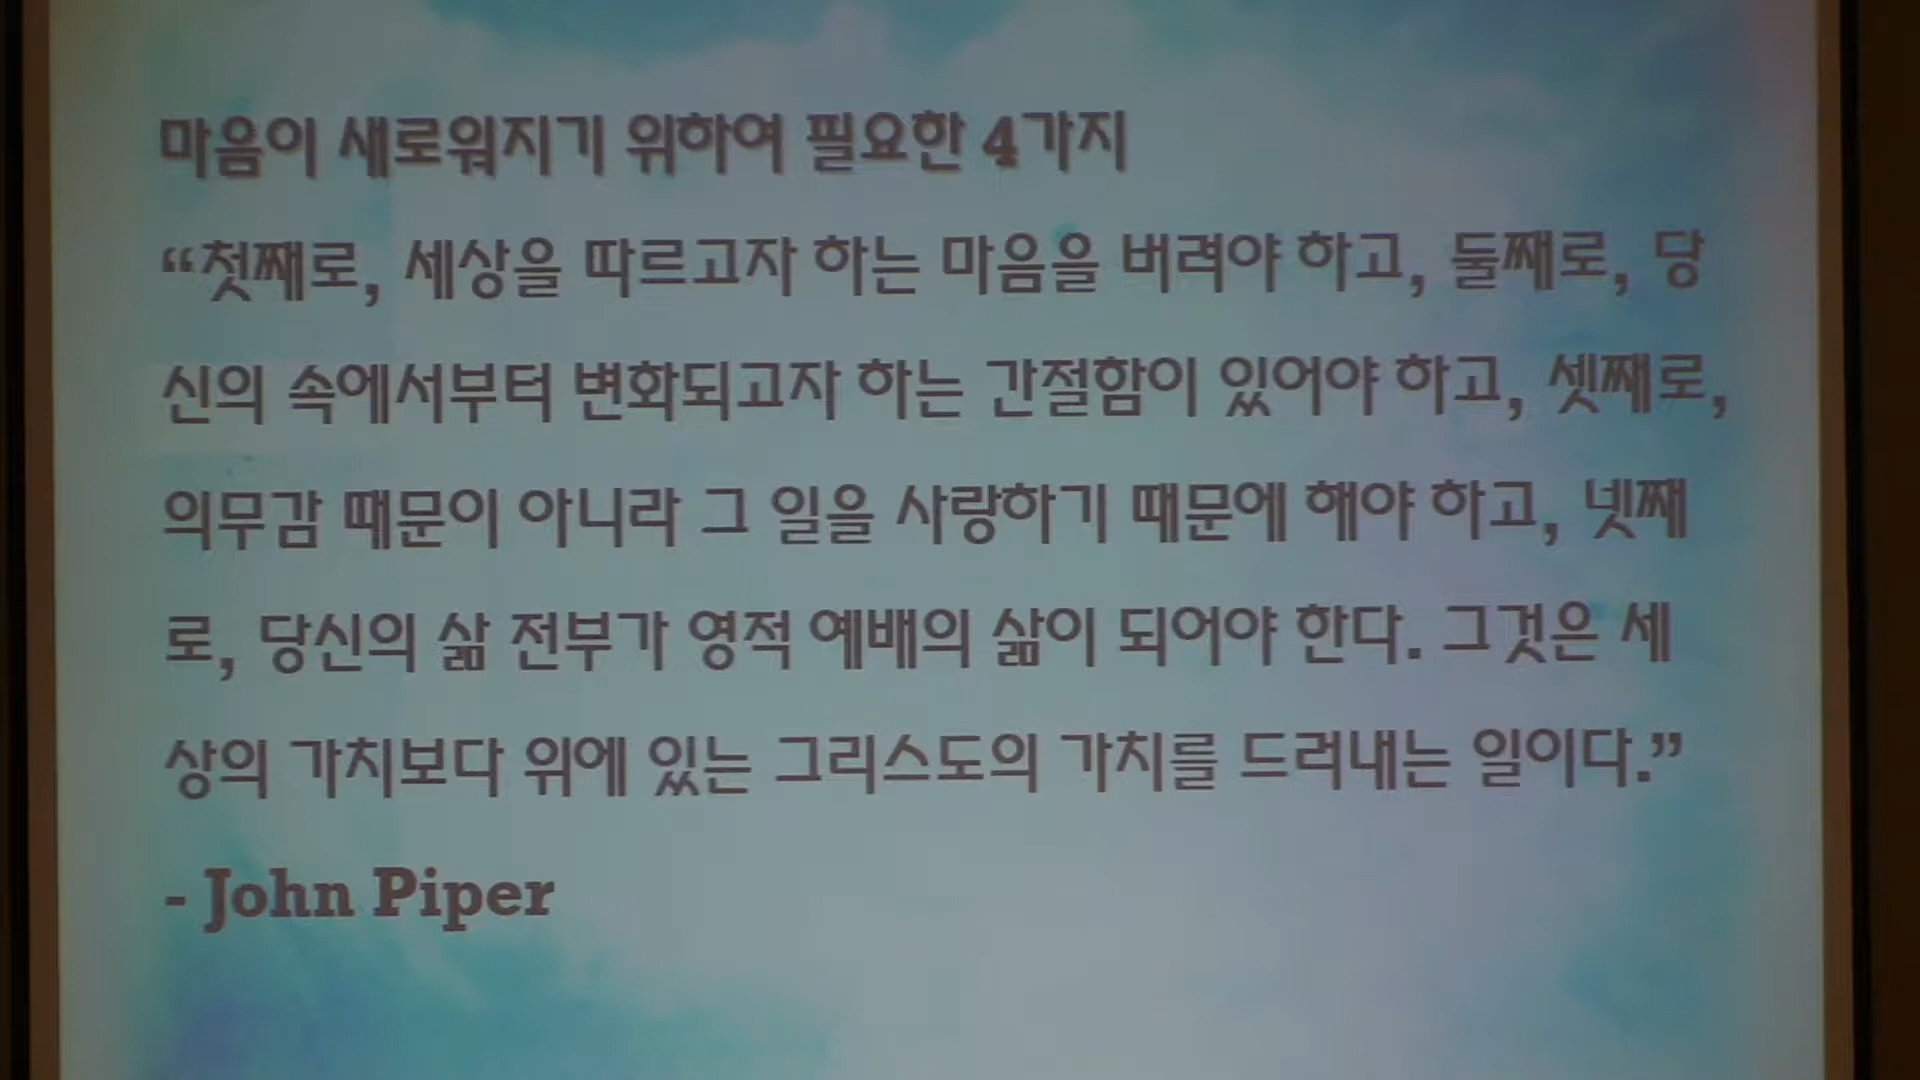 마음이 새로워지기 위하여 필요한 4가지
“첫째로, 세상을 따르고자 하는 마음을 버려야 하고, 둘째로, 당
신의 속에서부터 변화되고자 하는 간절함이 있어야 하고, 셋째로,
의무감 때문이 아니라 그 일을 사랑하기 때문에 해야 하고, 넷째
로, 당신의 삶 전부가 영적 예배의 삶이 되어야 한다. 그것은 세
상의 가치보다 위에 있는 그리스도의 가치를 드러내는 일이다.”
- John Piper